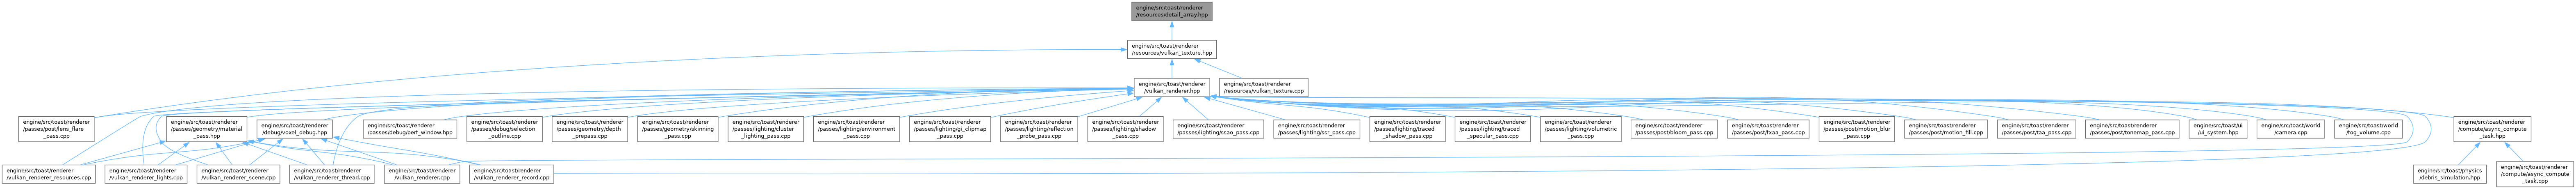 engine/src/toast/renderer
/resources/detail_array.hpp
engine/src/toast/renderer
/resources/vulkan_texture.hpp
engine/src/toast/renderer
/vulkan_renderer.hpp
engine/src/toast/renderer
/resources/vulkan_texture.cpp
engine/src/toast/renderer
/passes/post/lens_flare
_pass.cpp
engine/src/toast/renderer
/passes/geometry/material
_pass.hpp
engine/src/toast/renderer
/debug/voxel_debug.hpp
engine/src/toast/renderer
/passes/debug/perf_window.hpp
engine/src/toast/renderer
/passes/debug/selection
_outline.cpp
engine/src/toast/renderer
/passes/geometry/depth
_prepass.cpp
engine/src/toast/renderer
/passes/geometry/skinning
_pass.cpp
engine/src/toast/renderer
/passes/lighting/cluster
_lighting_pass.cpp
engine/src/toast/renderer
/passes/lighting/environment
_pass.cpp
engine/src/toast/renderer
/passes/lighting/gi_clipmap
_pass.cpp
engine/src/toast/renderer
/passes/lighting/reflection
_probe_pass.cpp
engine/src/toast/renderer
/passes/lighting/shadow
_pass.cpp
engine/src/toast/renderer
/passes/lighting/ssao_pass.cpp
engine/src/toast/renderer
/passes/lighting/ssr_pass.cpp
engine/src/toast/renderer
/passes/lighting/traced
_shadow_pass.cpp
engine/src/toast/renderer
/passes/lighting/traced
_specular_pass.cpp
engine/src/toast/renderer
/passes/lighting/volumetric
_pass.cpp
engine/src/toast/renderer
/passes/post/bloom_pass.cpp
engine/src/toast/renderer
/passes/post/fxaa_pass.cpp
engine/src/toast/renderer
/passes/post/motion_blur
_pass.cpp
engine/src/toast/renderer
/passes/post/motion_fill.cpp
engine/src/toast/renderer
/passes/post/taa_pass.cpp
engine/src/toast/renderer
/passes/post/tonemap_pass.cpp
engine/src/toast/ui
/ui_system.hpp
engine/src/toast/world
/camera.cpp
engine/src/toast/world
/fog_volume.cpp
engine/src/toast/renderer
/compute/async_compute
_task.hpp
engine/src/toast/renderer
/vulkan_renderer_resources.cpp
engine/src/toast/renderer
/vulkan_renderer_lights.cpp
engine/src/toast/renderer
/vulkan_renderer_scene.cpp
engine/src/toast/renderer
/vulkan_renderer_thread.cpp
engine/src/toast/renderer
/vulkan_renderer.cpp
engine/src/toast/renderer
/vulkan_renderer_record.cpp
engine/src/toast/physics
/debris_simulation.hpp
engine/src/toast/renderer
/compute/async_compute
_task.cpp